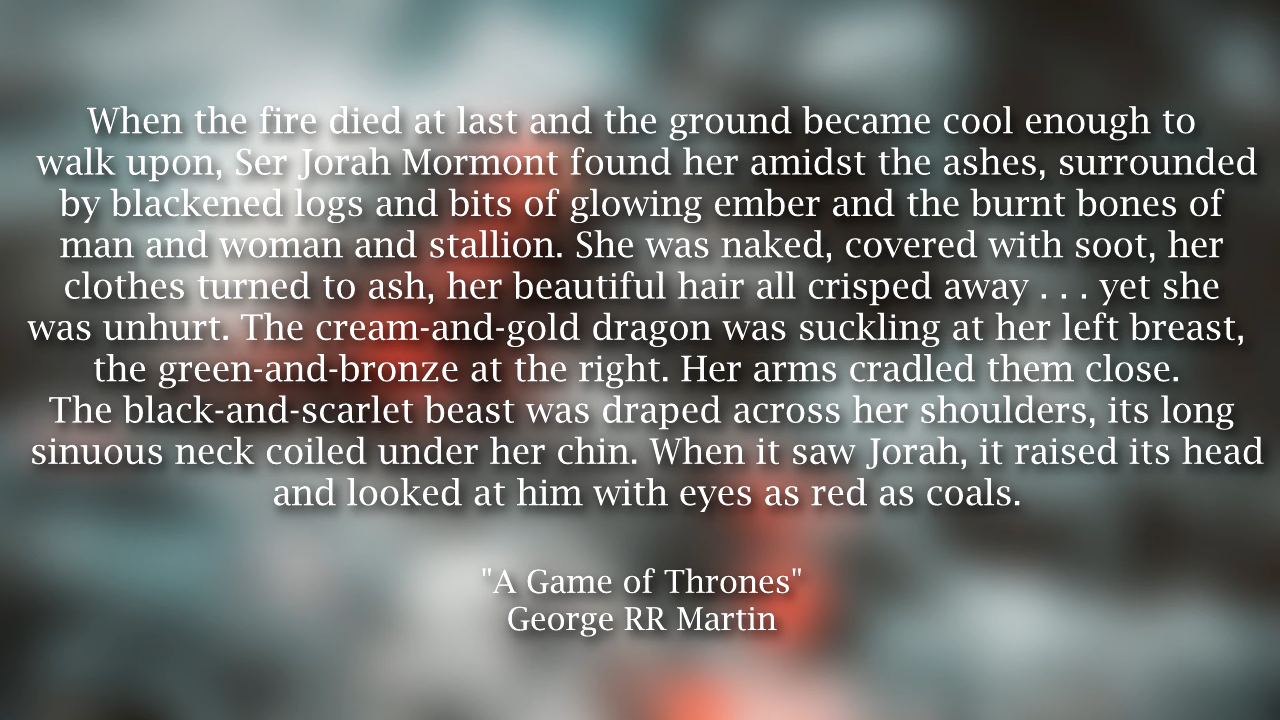 When the fire died at last and the ground became cool enough to
walk upon, Ser Jorah Mormont found her amidst the ashes, surrounded
by blackened logs and bits of glowing ember and the burnt bones of
man and woman and stallion. She was naked, covered with soot, her
clothes turned to ash, her beautiful hair all crisped away . . . yet she
was unhurt. The cream-and-gold dragon was suckling at her left breast,
the green-and-bronze at the right. Her arms cradled them close.
The black-and-scarlet beast was draped across her shoulders, its long
sinuous neck coiled under her chin. When it saw Jorah, it raised its head
and looked at him with eyes as red as coals.
"A Game of Thrones"
George RR Martin